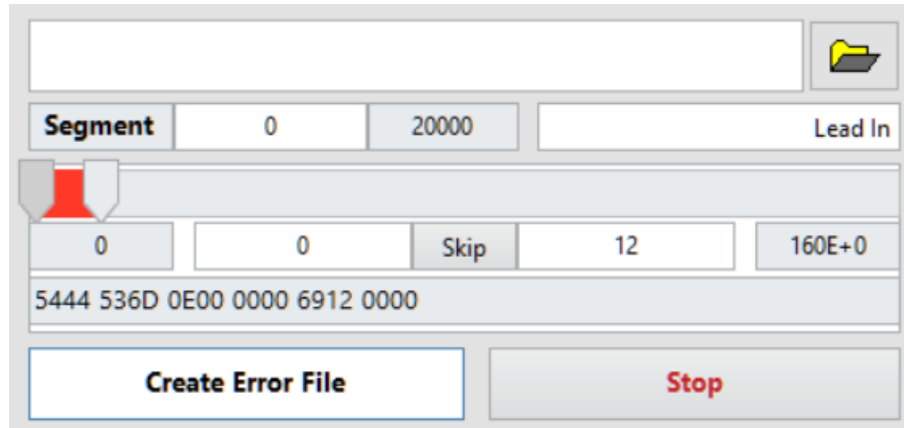 Segment 0 20000 Lead In
0 0 Skip 12 160E+0
5444 536D 0E00 0000 6912 0000
Create Error File Stop